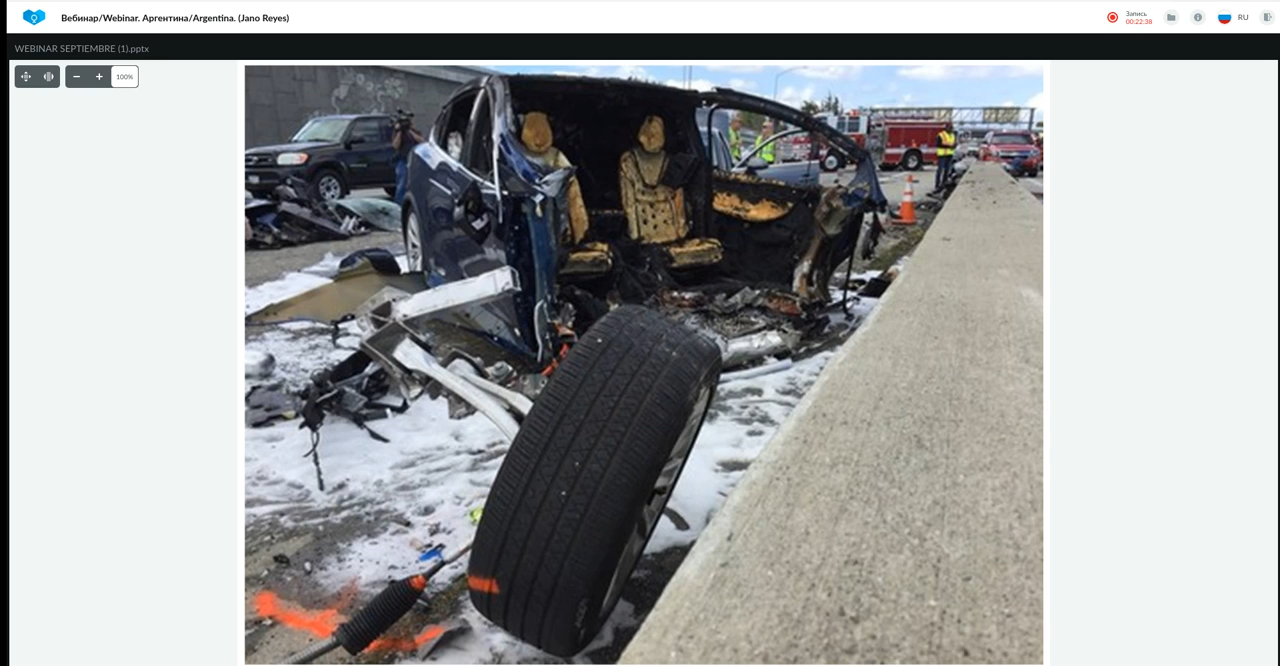 Вебинар/Webinar. Аргентина/Argentina. (Jano Reyes)
Запись
00:22:38
RU
WEBINAR SEPTIEMBRE (1).pptx
100%